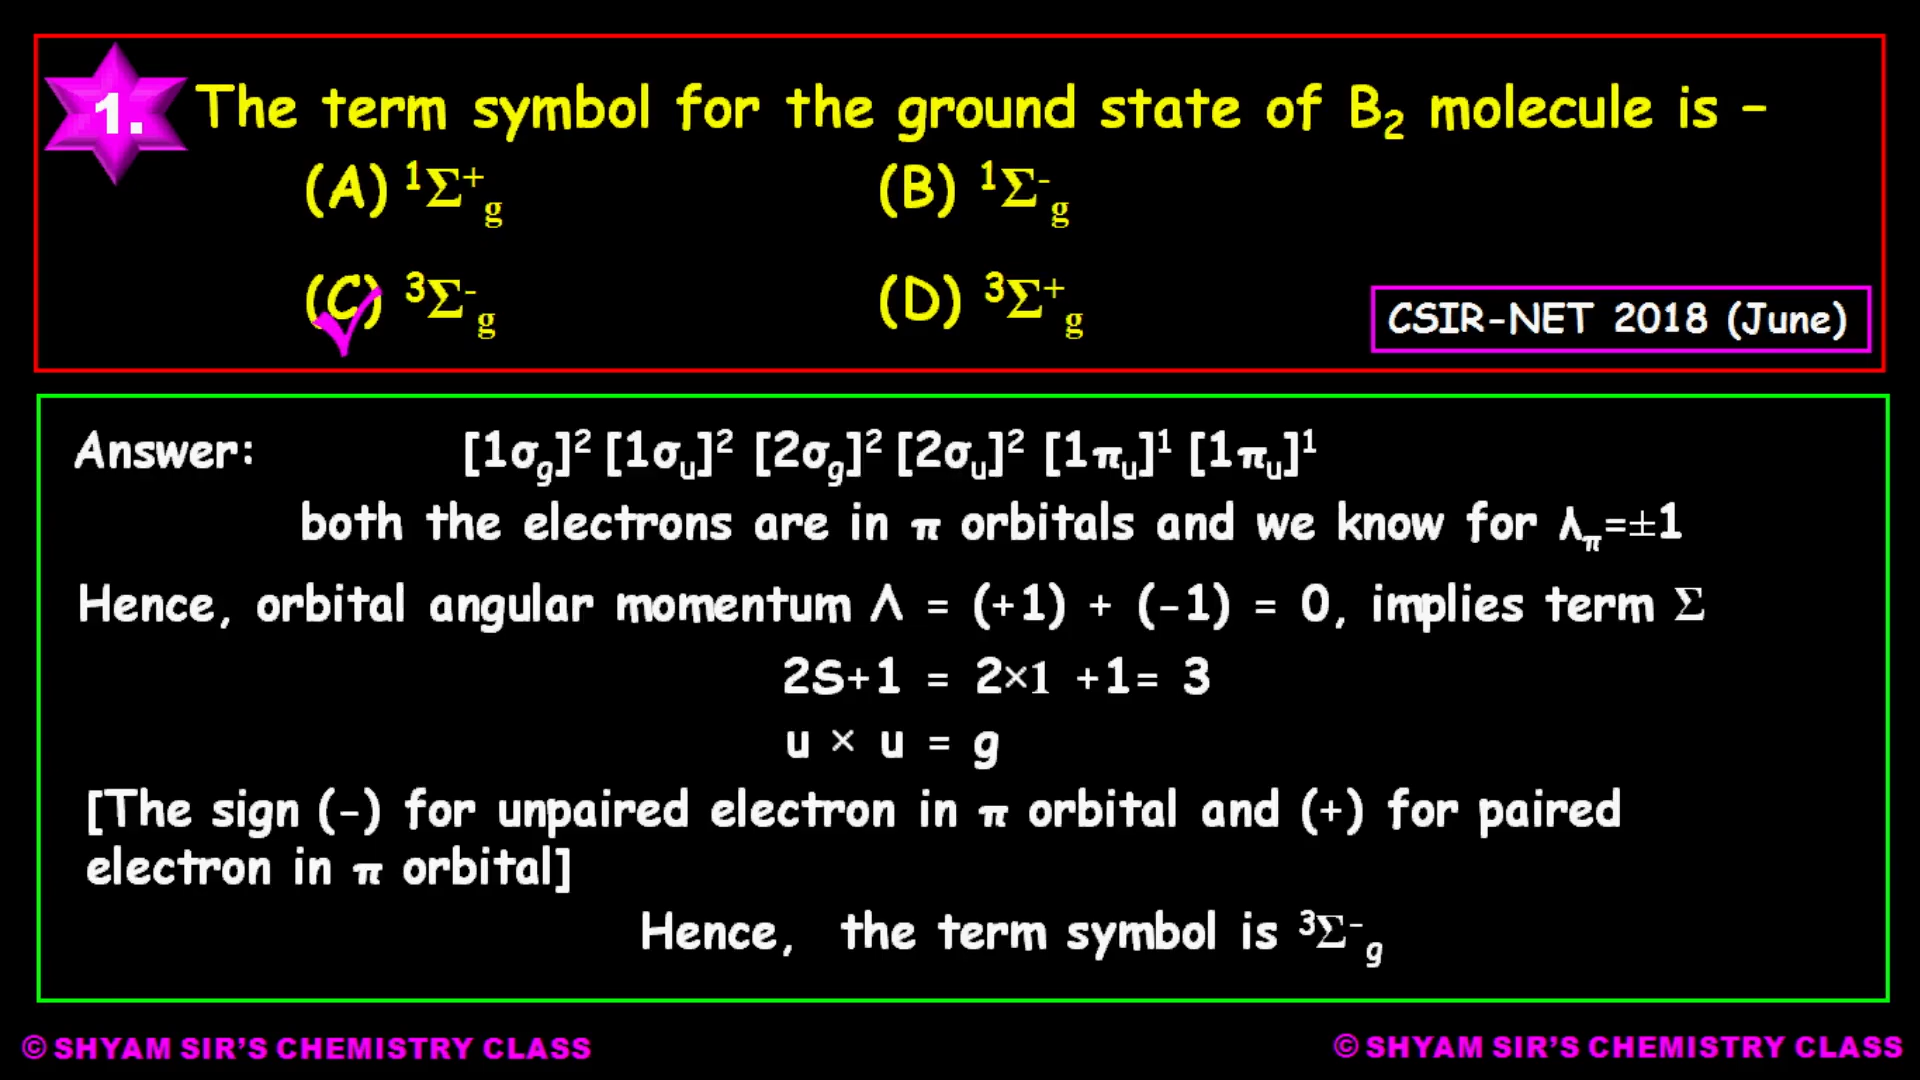 1. The term symbol for the ground state of B₂ molecule is –
(A) ¹Σ⁺g (B) ¹Σ⁻g
(C) ³Σ⁻g (D) ³Σ⁺g
CSIR-NET 2018 (June)
Answer: [1σg]² [1σu]² [2σg]² [2σu]² [1πu]¹ [1πu]¹
both the electrons are in π orbitals and we know for λπ=±1
Hence, orbital angular momentum Λ = (+1) + (-1) = 0, implies term Σ
2S+1 = 2×1 +1= 3
u × u = g
[The sign (-) for unpaired electron in π orbital and (+) for paired
electron in π orbital]
Hence, the term symbol is ³Σ⁻g
© SHYAM SIR'S CHEMISTRY CLASS
© SHYAM SIR'S CHEMISTRY CLASS